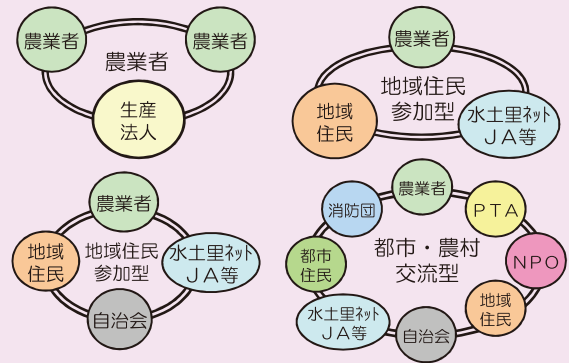 農業者
農業者
農業者
生産
法人
農業者
地域住民
参加型
地域
住民
水土里ネット
JA等
農業者
地域
住民
地域住民
参加型
水土里ネット
JA等
自治会
農業者
消防団
PTA
都市
住民
都市・農村
交流型
NPO
地域
住民
水土里ネット
JA等
自治会